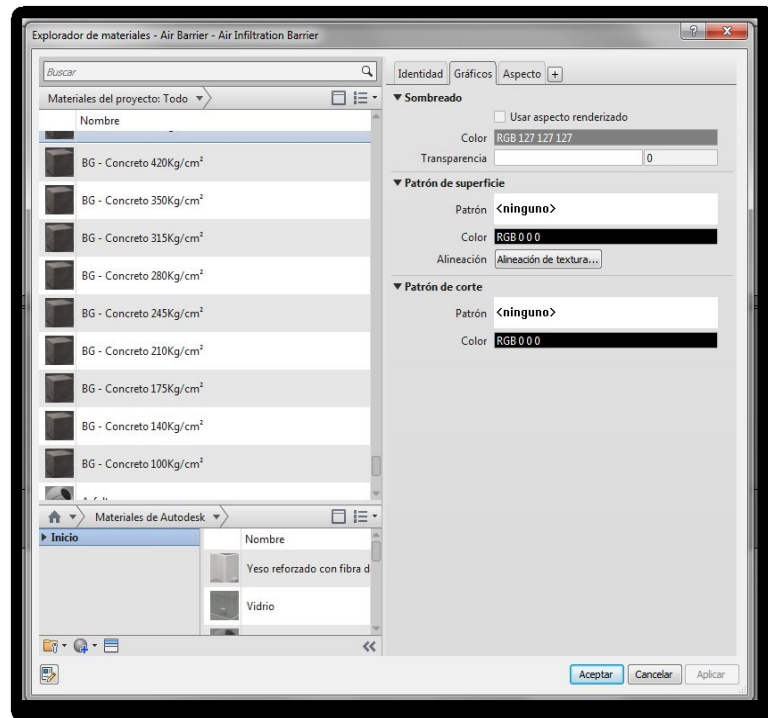 Explorador de materiales - Air Barrier - Air Infiltration Barrier
Buscar
Materiales del proyecto: Todo
Nombre
BG - Concreto 420Kg/cm²
BG - Concreto 350Kg/cm²
BG - Concreto 315Kg/cm²
BG - Concreto 280Kg/cm²
BG - Concreto 245Kg/cm²
BG - Concreto 210Kg/cm²
BG - Concreto 175Kg/cm²
BG - Concreto 140Kg/cm²
BG - Concreto 100Kg/cm²
Materiales de Autodesk
Inicio
Nombre
Yeso reforzado con fibra d
Vidrio
Identidad Gráficos Aspecto +
Sombreado
Usar aspecto renderizado
Color RGB 127 127 127
Transparencia 0
Patrón de superficie
Patrón <ninguno>
Color RGB 0 0 0
Alineación Alineación de textura...
Patrón de corte
Patrón <ninguno>
Color RGB 0 0 0
Aceptar Cancelar Aplicar